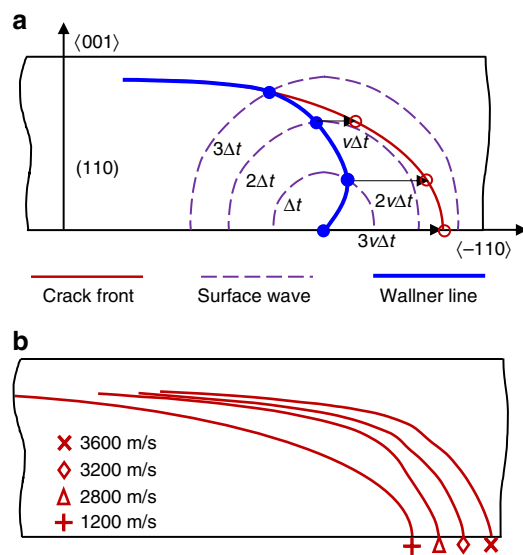 a
⟨001⟩
(110)
3Δt
2Δt
Δt
vΔt
2vΔt
3vΔt
⟨−110⟩
Crack front
Surface wave
Wallner line
b
3600 m/s
3200 m/s
2800 m/s
1200 m/s